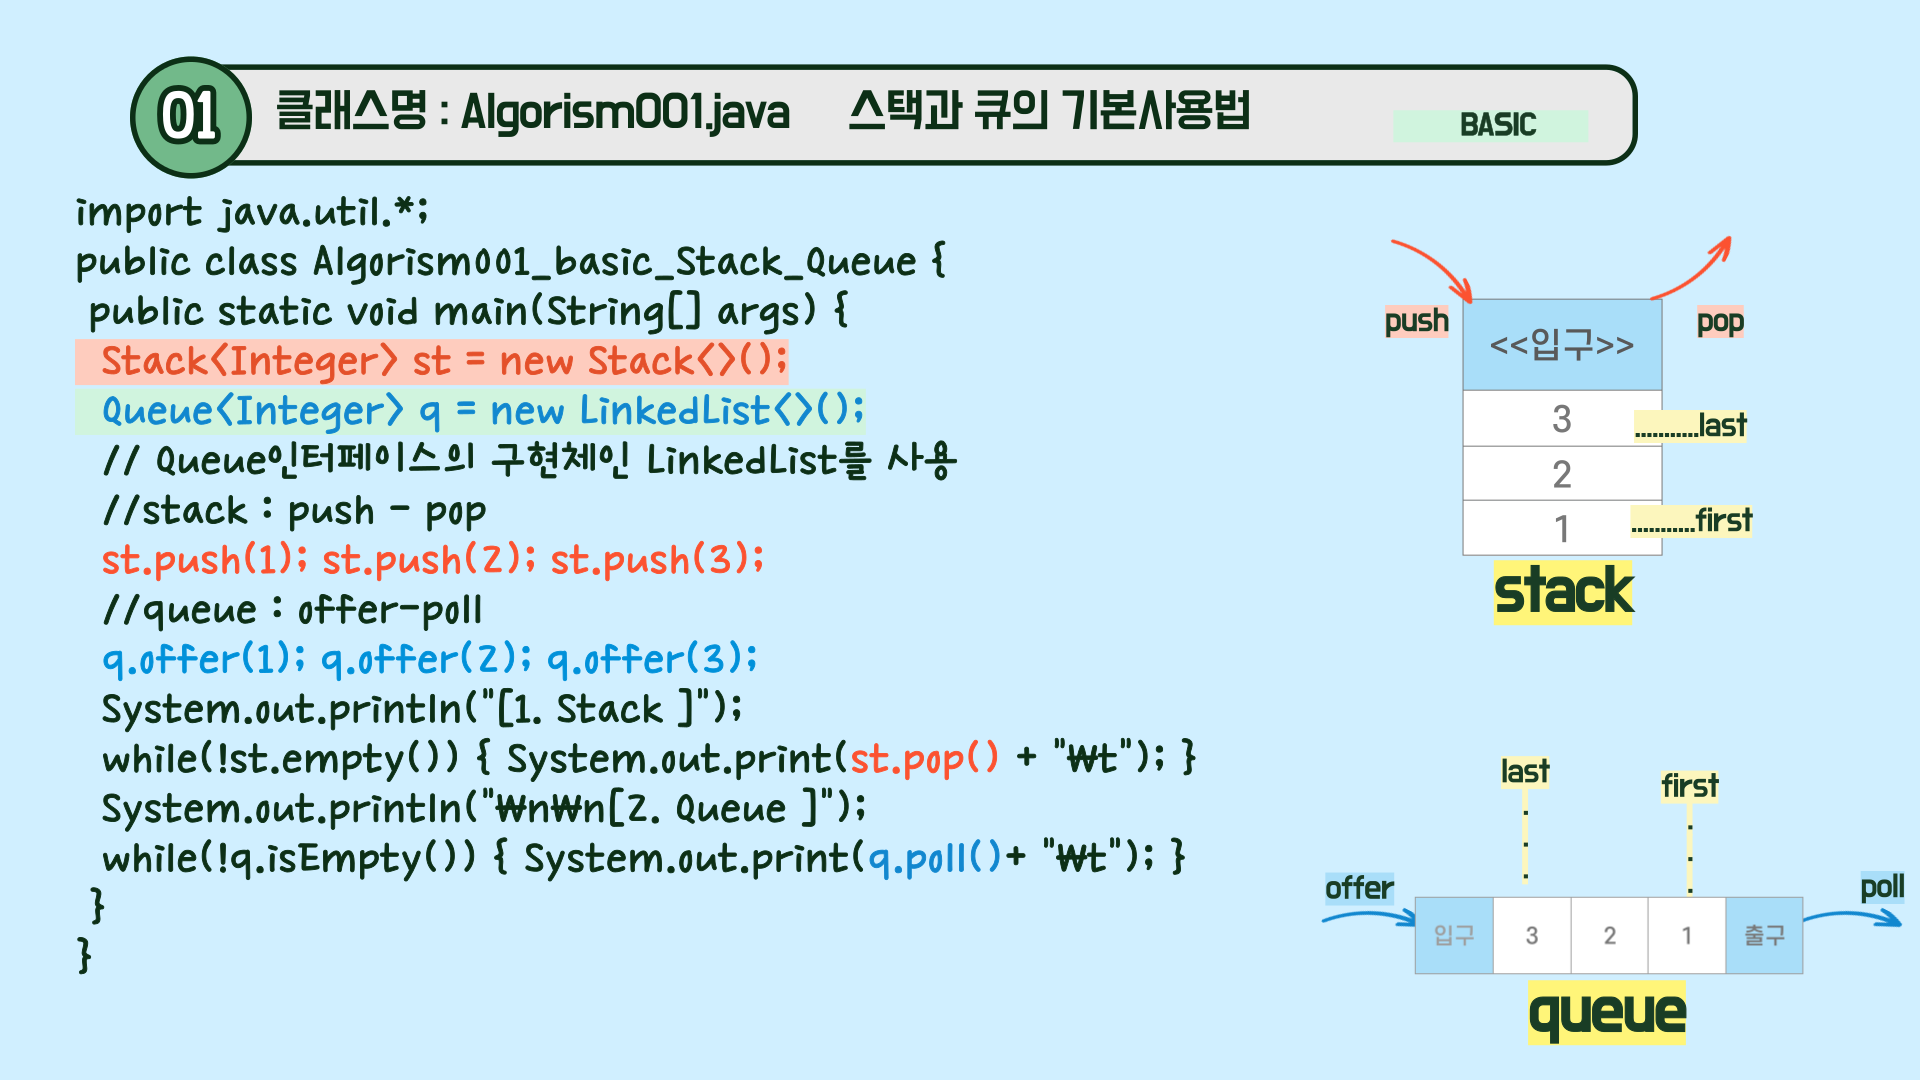 01
클래스명 : Algorism001.java 스택과 큐의 기본사용법
BASIC
import java.util.*;
public class Algorism001_basic_Stack_Queue {
public static void main(String[] args) {
Stack<Integer> st = new Stack<>();
Queue<Integer> q = new LinkedList<>();
// Queue인터페이스의 구현체인 LinkedList를 사용
//stack : push - pop
st.push(1); st.push(2); st.push(3);
//queue : offer-poll
q.offer(1); q.offer(2); q.offer(3);
System.out.println("[1. Stack ]");
while(!st.empty()) { System.out.print(st.pop() + "₩t"); }
System.out.println("₩n₩n[2. Queue ]");
while(!q.isEmpty()) { System.out.print(q.poll()+ "₩t"); }
}
}
push
pop
<<입구>>
3
...........last
2
1
...........first
stack
last
first
offer
poll
입구 3 2 1 출구
queue